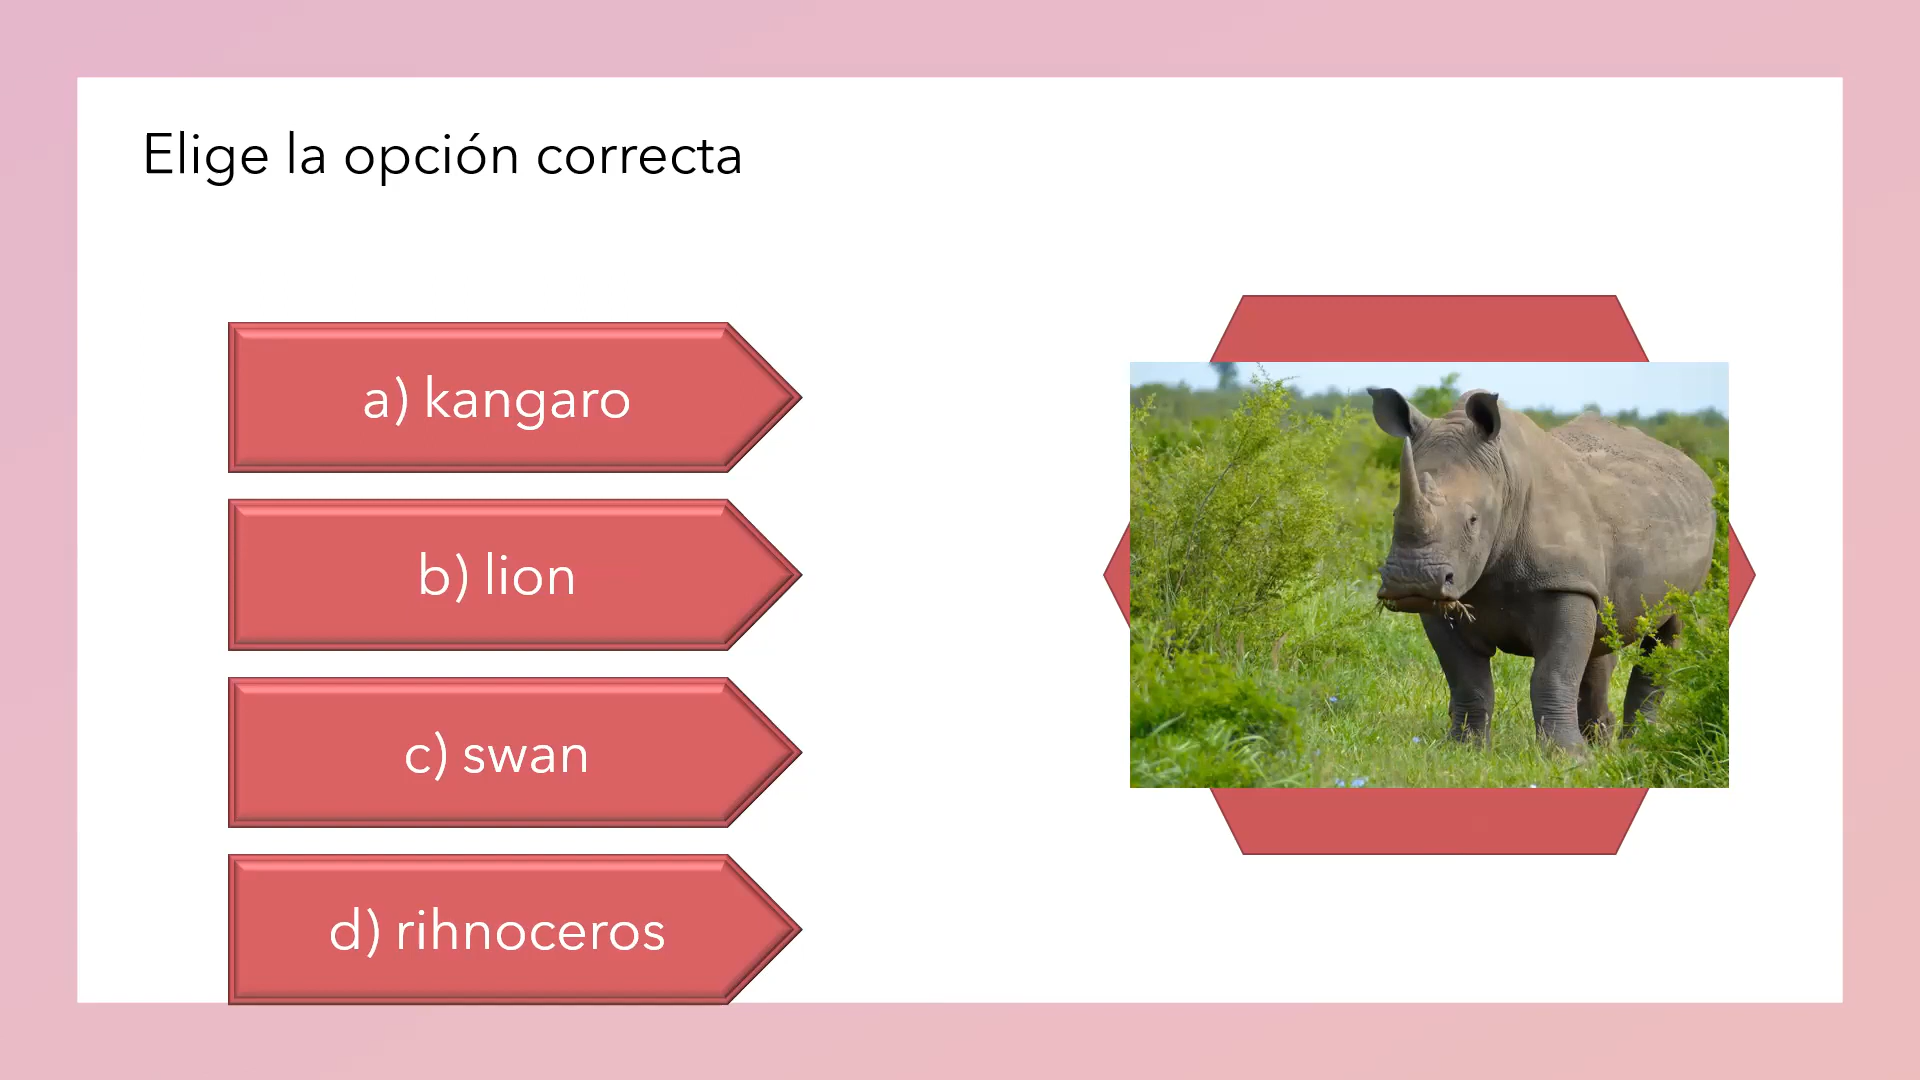 Elige la opción correcta
a) kangaro
b) lion
c) swan
d) rihnoceros